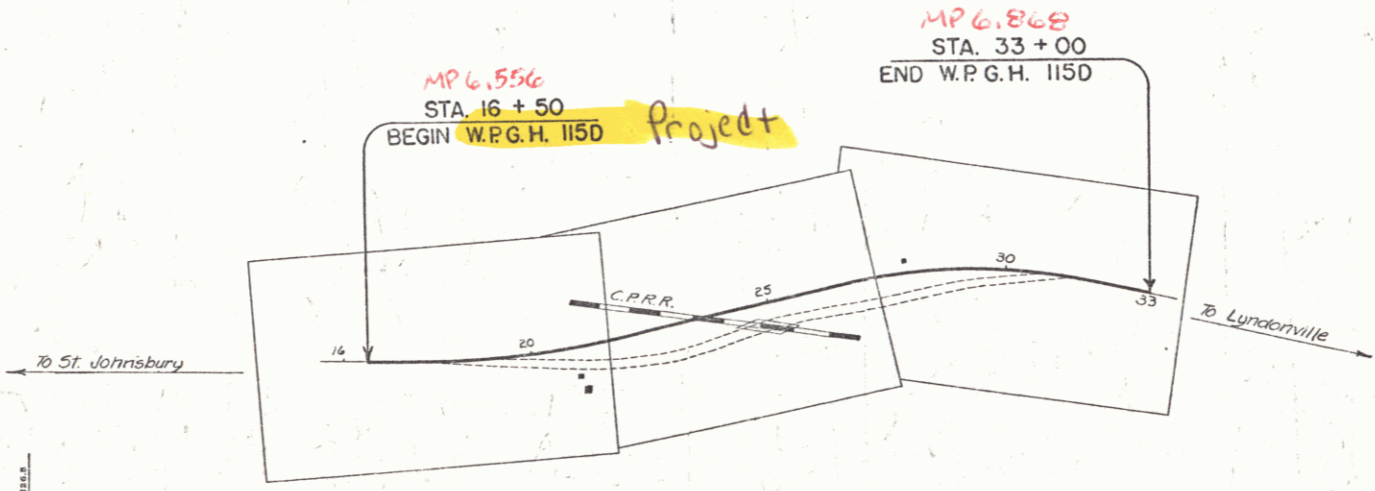 MP 6.868
STA. 33 + 00
END W.P.G.H. 115D
MP 6.556
STA. 16 + 50
BEGIN W.P.G.H. 115D Project
30
25
C.P.R.R.
33
To Lyndonville
20
16
To St. Johnsbury